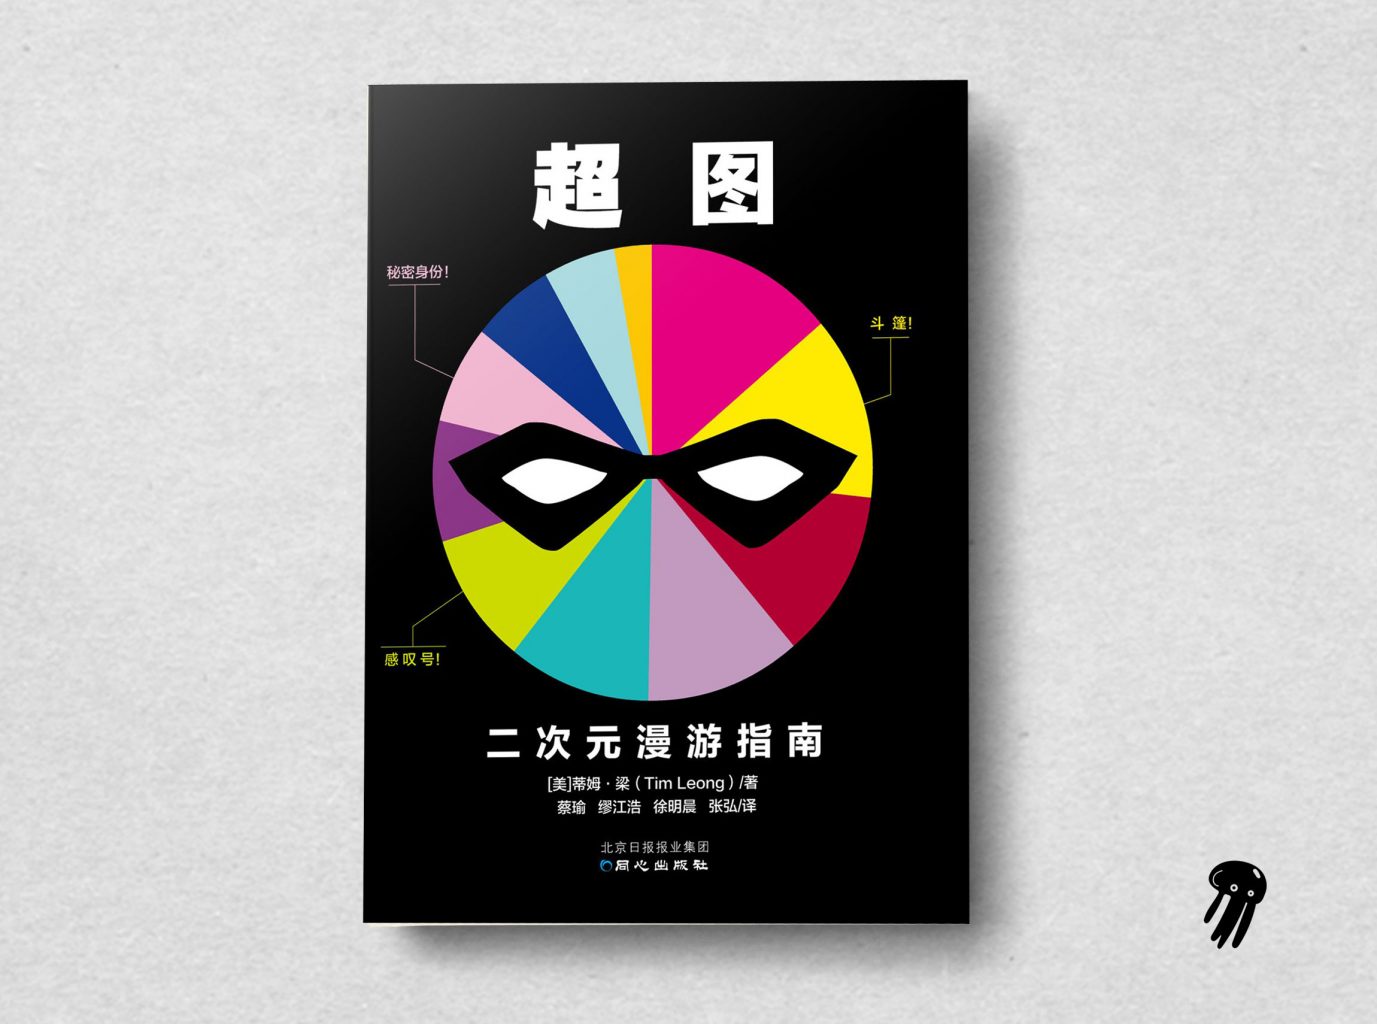 超图
秘密身份!
斗篷!
感叹号!
二次元漫游指南
[美]蒂姆·梁（Tim Leong）/著
蔡瑜 缪江浩 徐明晨 张弘/译
北京日报报业集团
同心出版社